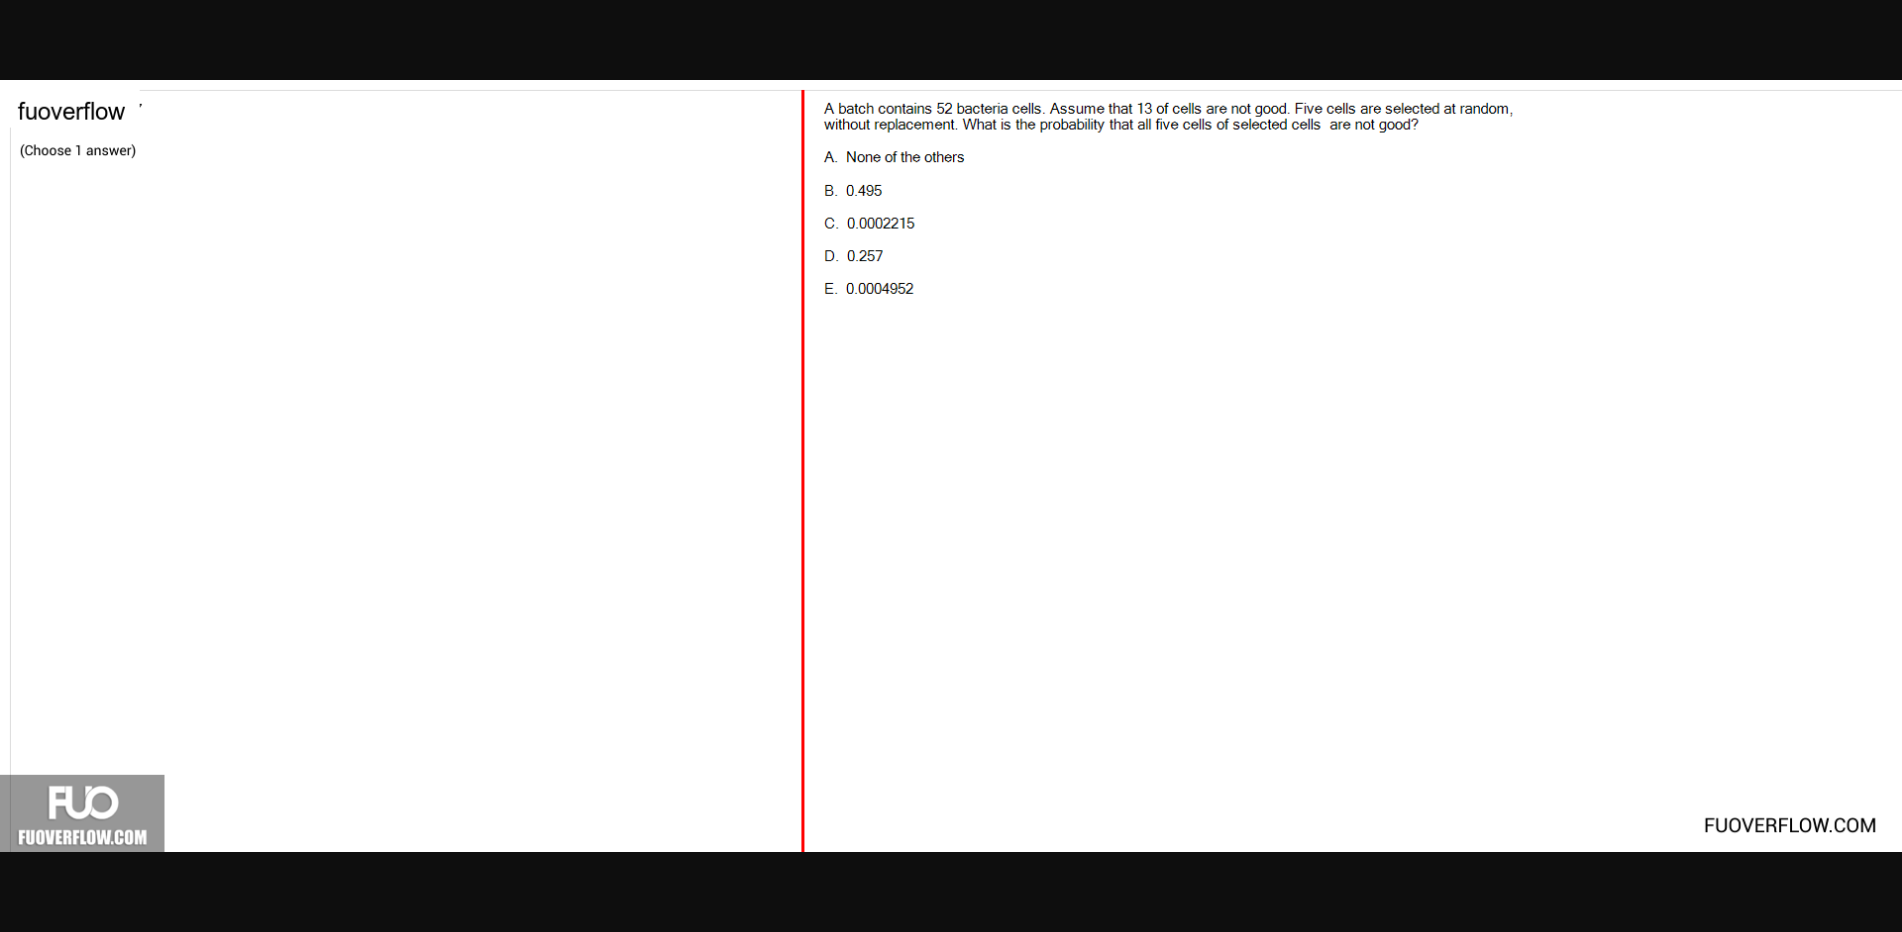 fuoverflow
(Choose 1 answer)
A batch contains 52 bacteria cells. Assume that 13 of cells are not good. Five cells are selected at random,
without replacement. What is the probability that all five cells of selected cells  are not good?
A. None of the others
B. 0.495
C. 0.0002215
D. 0.257
E. 0.0004952
FUO
FUOVERFLOW.COM
FUOVERFLOW.COM